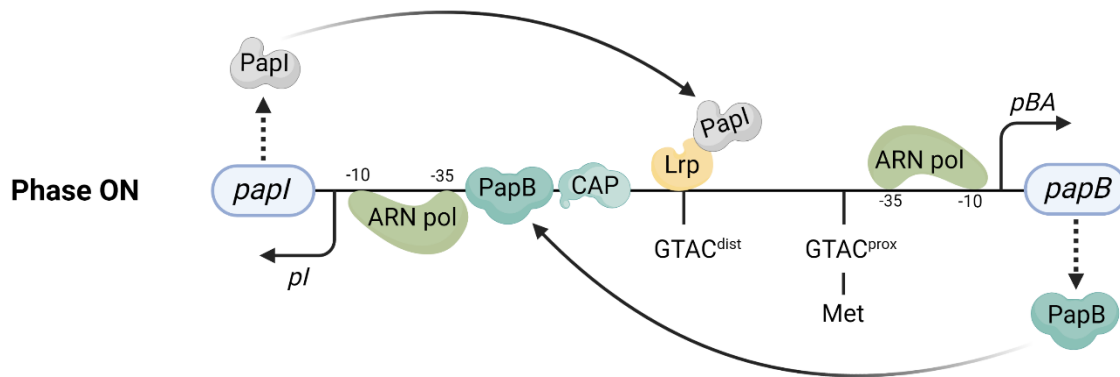 PapI
PapI
pBA
Lrp
ARN pol
Phase ON
papI
-10
-35
PapB
CAP
papB
ARN pol
-35
-10
pI
GTACdist
GTACprox
Met
PapB